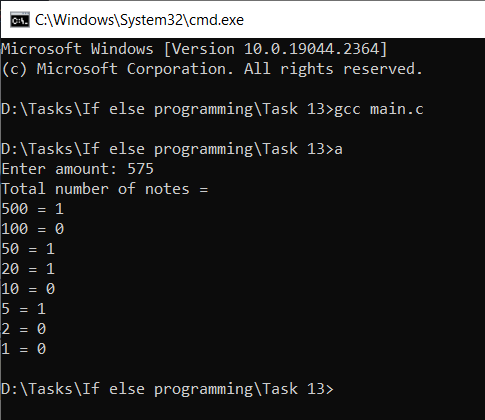 C:\Windows\System32\cmd.exe
Microsoft Windows [Version 10.0.19044.2364]
(c) Microsoft Corporation. All rights reserved.
D:\Tasks\If else programming\Task 13>gcc main.c
D:\Tasks\If else programming\Task 13>a
Enter amount: 575
Total number of notes =
500 = 1
100 = 0
50 = 1
20 = 1
10 = 0
5 = 1
2 = 0
1 = 0
D:\Tasks\If else programming\Task 13>